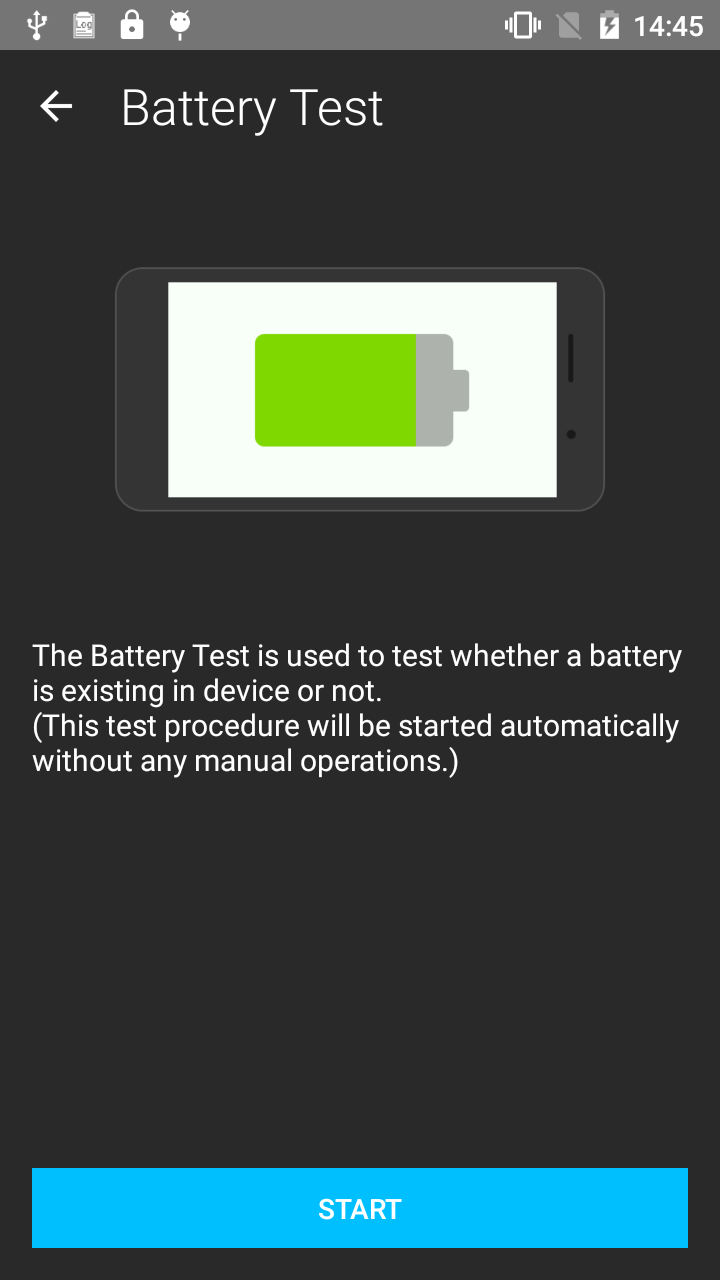 Log
14:45
Battery Test
The Battery Test is used to test whether a battery
is existing in device or not.
(This test procedure will be started automatically
without any manual operations.)
START